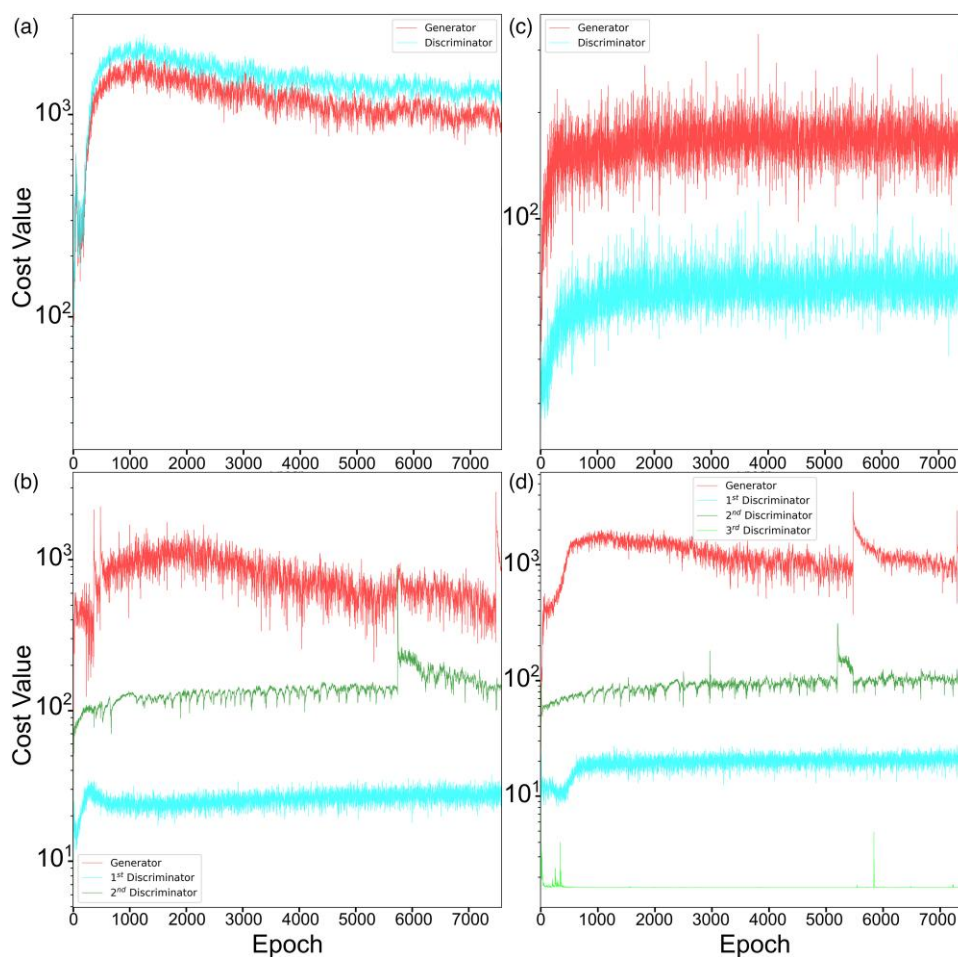 (a)
Generator
Discriminator
10³
10²
Cost Value
0 1000 2000 3000 4000 5000 6000 7000
(c)
Generator
Discriminator
10²
0 1000 2000 3000 4000 5000 6000 7000
(b)
10³
10²
10¹
Cost Value
Generator
1ˢᵗ Discriminator
2ⁿᵈ Discriminator
0 1000 2000 3000 4000 5000 6000 7000
Epoch
(d)
Generator
1ˢᵗ Discriminator
2ⁿᵈ Discriminator
3ʳᵈ Discriminator
10³
10²
10¹
0 1000 2000 3000 4000 5000 6000 7000
Epoch